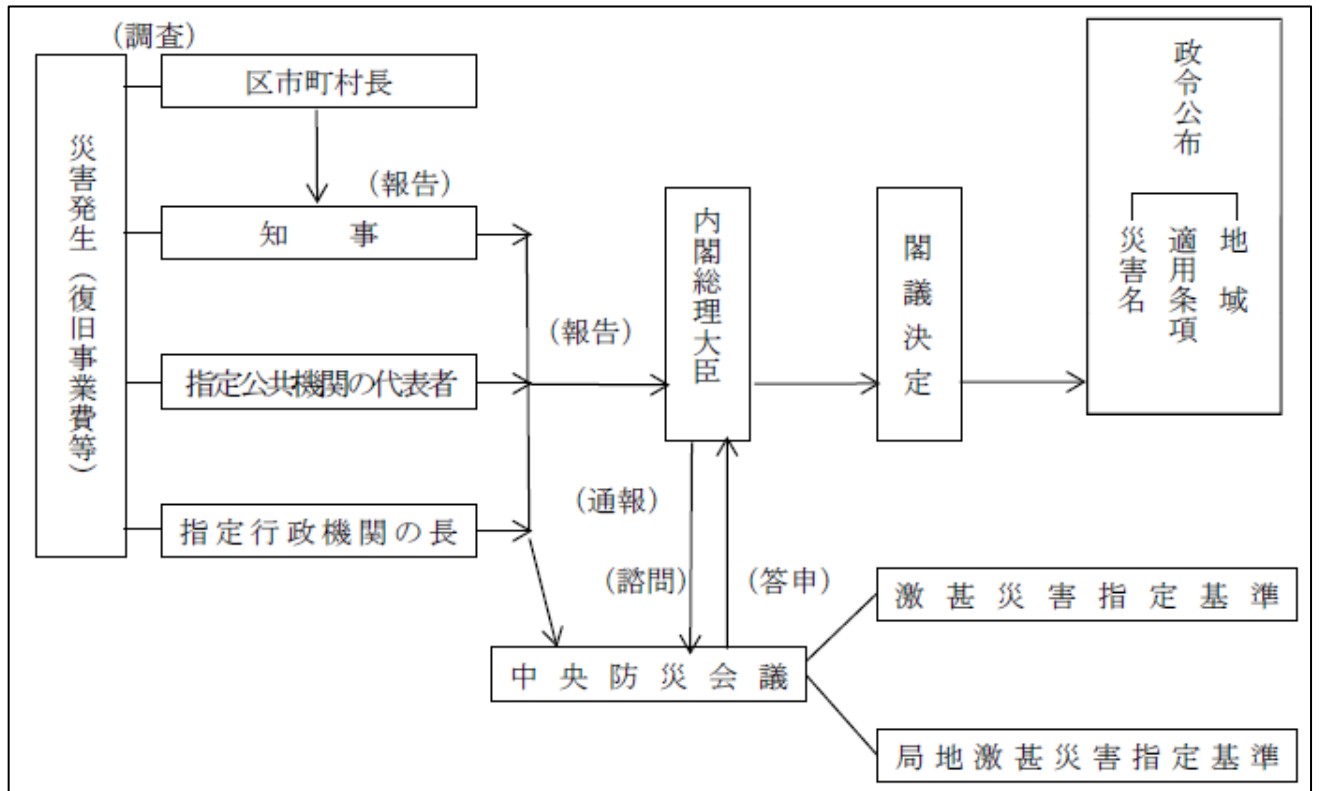 (調査)
区市町村長
災害発生(復旧事業費等)
(報告)
知 事
指定公共機関の代表者
指定行政機関の長
(報告)
内閣総理大臣
閣議決定
政令公布
地 域
適用条項
災害名
(通報)
(諮問)
(答申)
中央防災会議
激甚災害指定基準
局地激甚災害指定基準